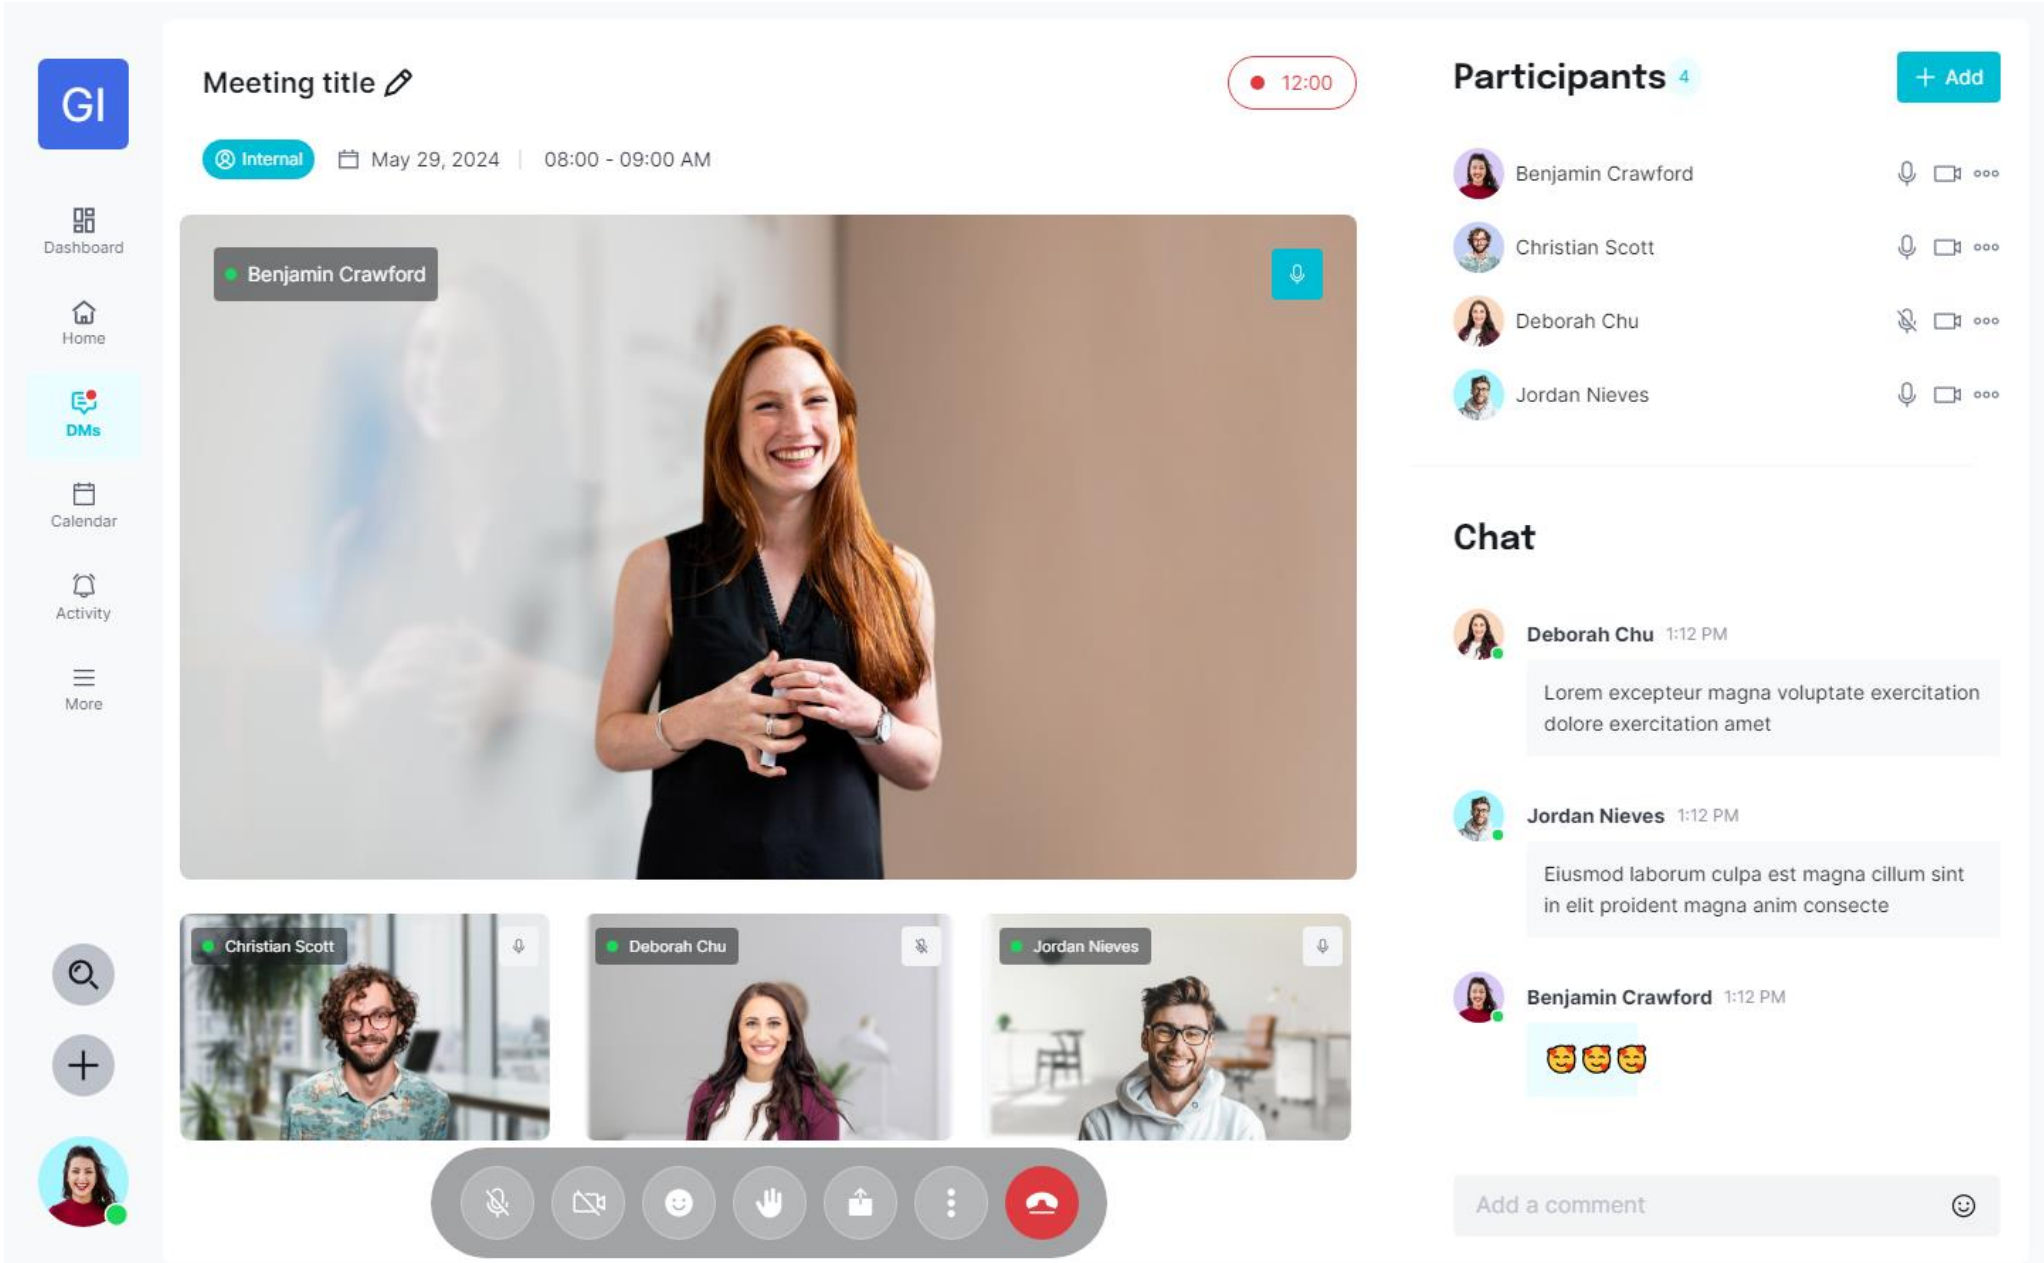 GI
Dashboard
Home
DMs
Calendar
Activity
More
Meeting title
12:00
Internal
May 29, 2024
08:00 - 09:00 AM
Benjamin Crawford
Christian Scott
Deborah Chu
Jordan Nieves
Participants 4
+ Add
Benjamin Crawford
Christian Scott
Deborah Chu
Jordan Nieves
Chat
Deborah Chu 1:12 PM
Lorem excepteur magna voluptate exercitation
dolore exercitation amet
Jordan Nieves 1:12 PM
Eiusmod laborum culpa est magna cillum sint
in elit proident magna anim consecte
Benjamin Crawford 1:12 PM
🥰🥰🥰
Add a comment